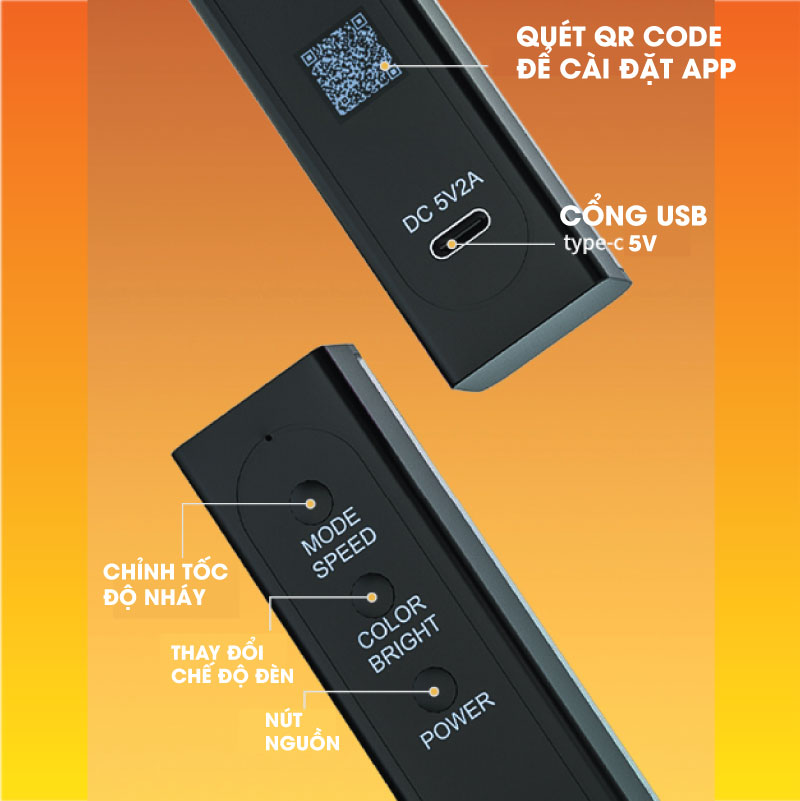 QUÉT QR CODE
ĐỂ CÀI ĐẶT APP
DC 5V2A
CỔNG USB
type-c 5V
MODE
SPEED
CHỈNH TỐC
ĐỘ NHÁY
COLOR
BRIGHT
THAY ĐỔI
CHẾ ĐỘ ĐÈN
POWER
NÚT
NGUỒN